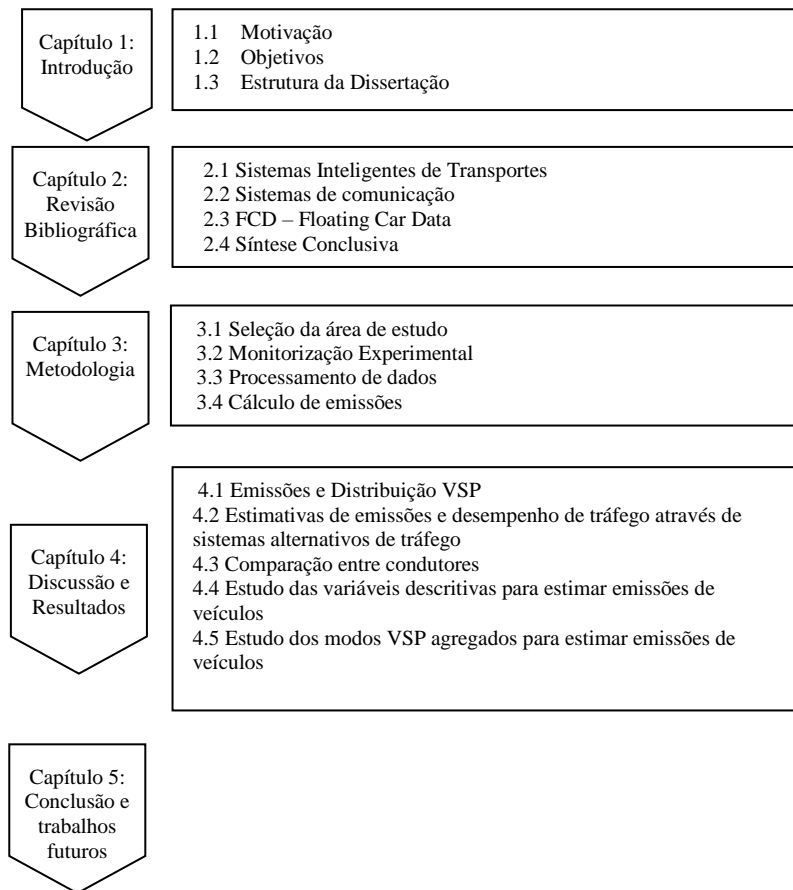 Capítulo 1:
Introdução
1.1 Motivação
1.2 Objetivos
1.3 Estrutura da Dissertação
Capítulo 2:
Revisão
Bibliográfica
2.1 Sistemas Inteligentes de Transportes
2.2 Sistemas de comunicação
2.3 FCD – Floating Car Data
2.4 Síntese Conclusiva
Capítulo 3:
Metodologia
3.1 Seleção da área de estudo
3.2 Monitorização Experimental
3.3 Processamento de dados
3.4 Cálculo de emissões
Capítulo 4:
Discussão e
Resultados
4.1 Emissões e Distribuição VSP
4.2 Estimativas de emissões e desempenho de tráfego através de
sistemas alternativos de tráfego
4.3 Comparação entre condutores
4.4 Estudo das variáveis descritivas para estimar emissões de
veículos
4.5 Estudo dos modos VSP agregados para estimar emissões de
veículos
Capítulo 5:
Conclusão e
trabalhos
futuros